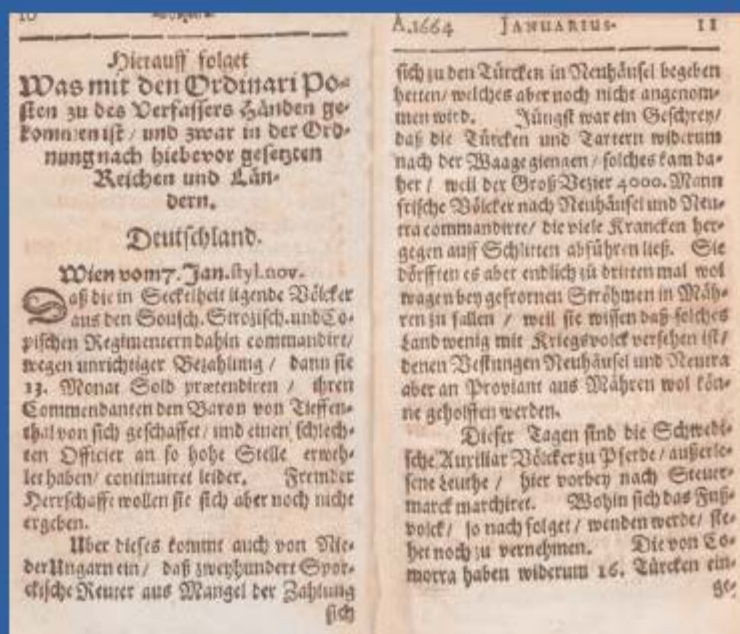 10
Hierauff folget
Was mit den Ordinari Po-
sten zu des Verfassers Händen ge-
kommen ist / und zwar in der Ord-
nung nach hiebevor gesetzten
Reichen und Län-
dern.
Deutschland.
Wien vom 7. Jan. styl. nov.
Daß die in Seckelheit ligende Völcker
aus den Sousch. Strozisch. und Co-
pischen Regimentern dahin commandirt/
wegen unrichtiger Bezahlung / dann sie
13. Monat Sold prætendiren / ihren
Commendanten den Baron von Tieffen-
thal von sich geschaffet / und einen schlech-
ten Officier an so hohe Stelle erweh-
let haben / continuiret leider. Frembder
Herrschafft wollen sie sich aber noch nicht
ergeben.
Uber dieses kommt auch von Nie-
der Ungarn ein / daß zweyhundert Spor-
ckische Reuter aus Mangel der Zahlung
sich
A. 1664 JANUARIUS. 11
sich zu den Türcken in Neuhäusel begeben
hetten / welches aber noch nicht angenom-
men wird. Jüngst war ein Geschrey /
daß die Türcken und Tartern widerum
nach der Waage giengen / solches kam da-
her / weil der Groß Vezier 4000. Mann
frische Völcker nach Neuhäusel und Neu-
tra commandirte / die viele Krancken her-
gegen auff Schlitten abführen ließ. Sie
dörfften es aber endlich zū dritten mal wol
wagen bey gefrornen Ströhmen in Mäh-
ren zu fallen / weil sie wissen daß solches
Land wenig mit Kriegsvolck versehen ist /
denen Vestungen Neuhäusel und Neutra
aber an Proviant aus Mähren wol kön-
ne geholffen werden.
Dieser Tagen sind die Schwedi-
sche Auxiliar Völcker zu Pferde / außerle-
sene Leuthe / hier vorbey nach Steuer-
marck marchiret. Wohin sich das Fuß-
volck / so nach folget / wenden werde / ste-
het noch zu vernehmen. Die von Co-
morra haben widerum 16. Türcken ein-
ge-